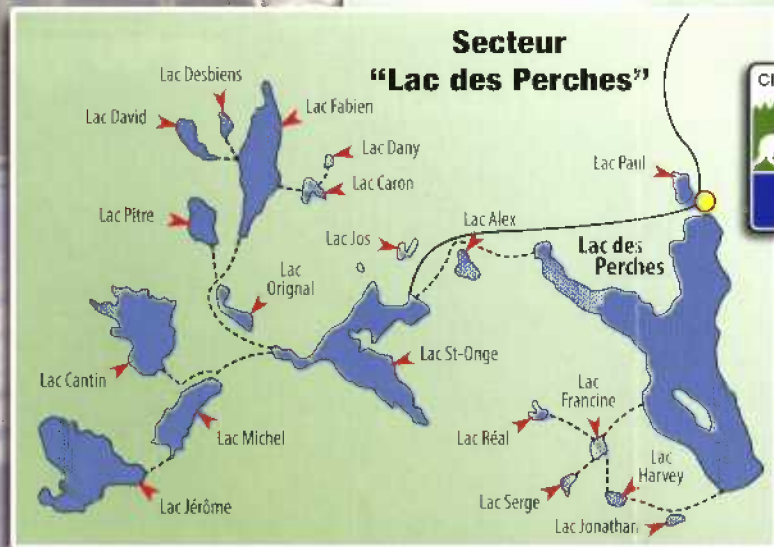 Secteur
“Lac des Perches”
Lac Desbiens
Lac Fabien
Lac David
Lac Dany
Lac Caron
Lac Paul
Lac Pître
Lac Alex
Lac Jos
Lac des
Perches
Lac
Orignal
Lac St-Onge
Lac Cantin
Lac
Francine
Lac Michel
Lac Réal
Lac
Harvey
Lac Serge
Lac Jérôme
Lac Jonathan